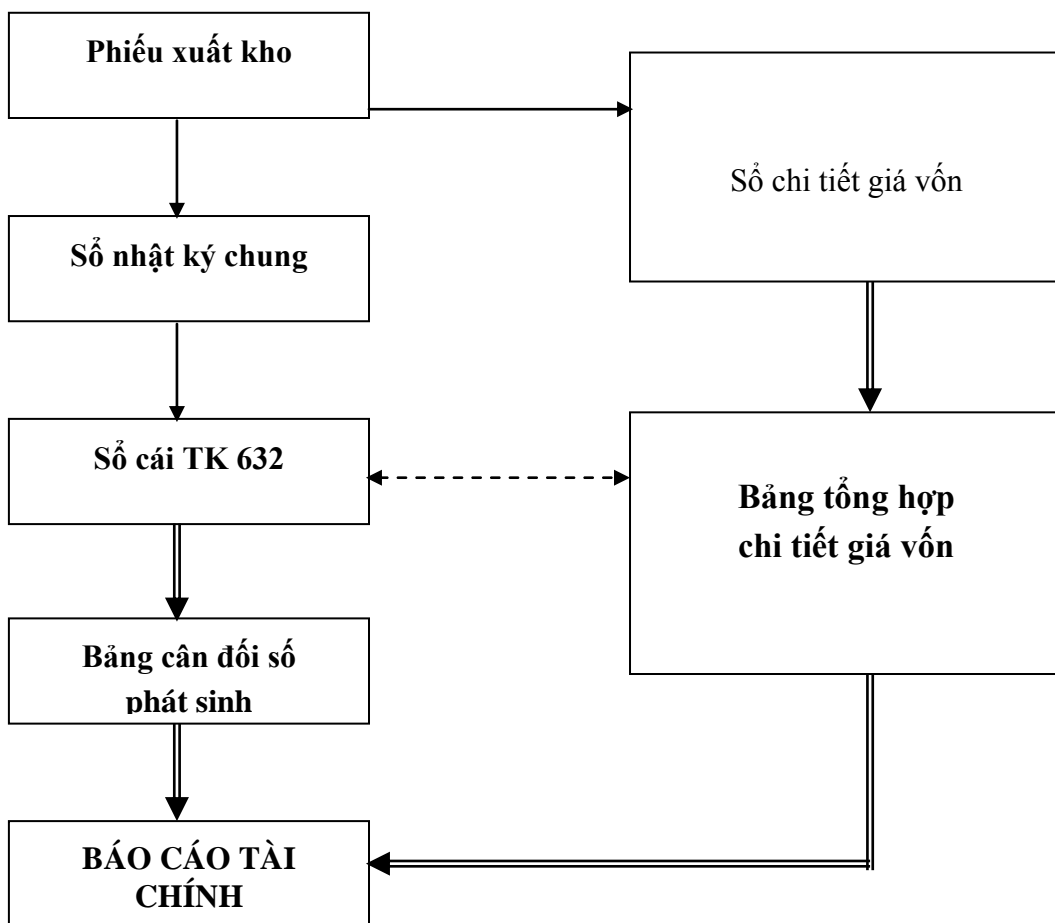 Phiếu xuất kho
Sổ chi tiết giá vốn
Sổ nhật ký chung
Sổ cái TK 632
Bảng tổng hợp
chi tiết giá vốn
Bảng cân đối số
phát sinh
BÁO CÁO TÀI
CHÍNH